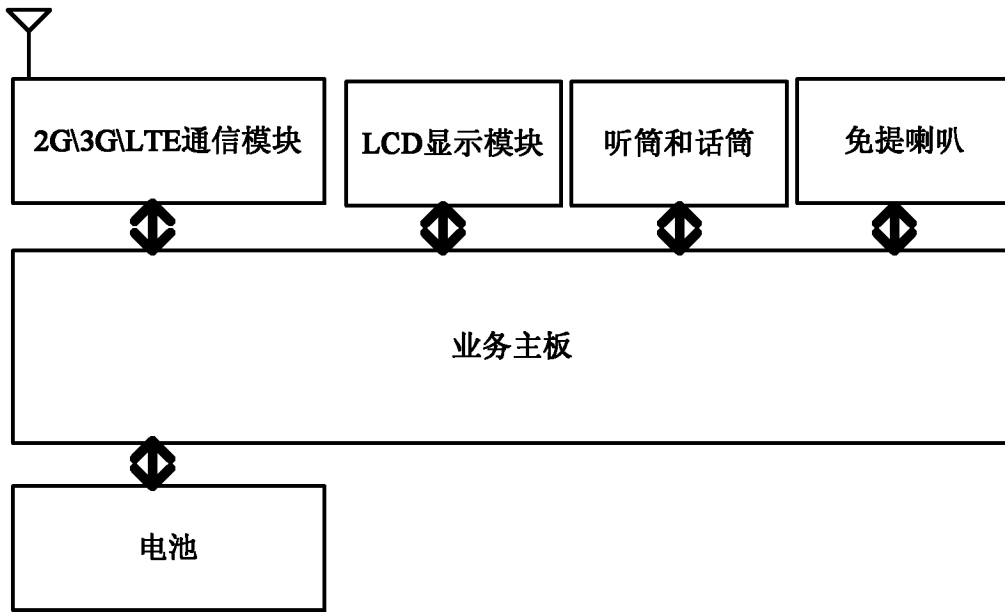 2G\3G\LTE通信模块
LCD显示模块
听筒和话筒
免提喇叭
业务主板
电池